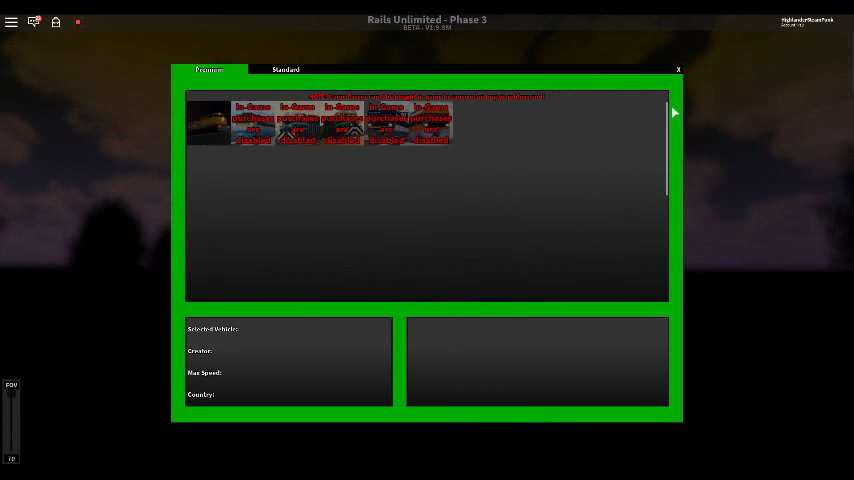 Rails Unlimited - Phase 3
BETA - V1.9.9M
HighlanderSteamPunk
Account: +13
Premium
Standard
X
In-Game purchases are disabled
In-Game purchases are disabled
In-Game purchases are disabled
In-Game purchases are disabled
In-Game purchases are disabled
Selected Vehicle:
Creator:
Max Speed:
Country:
FOV
70